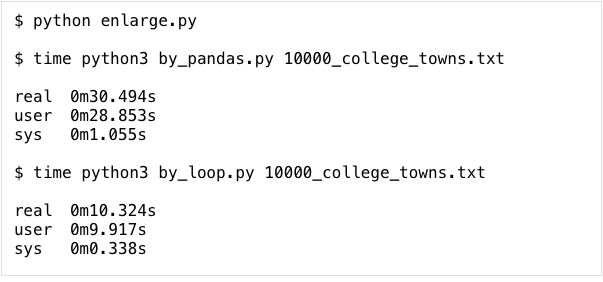 $ python enlarge.py
$ time python3 by_pandas.py 10000_college_towns.txt
real 0m30.494s
user 0m28.853s
sys 0m1.055s
$ time python3 by_loop.py 10000_college_towns.txt
real 0m10.324s
user 0m9.917s
sys 0m0.338s